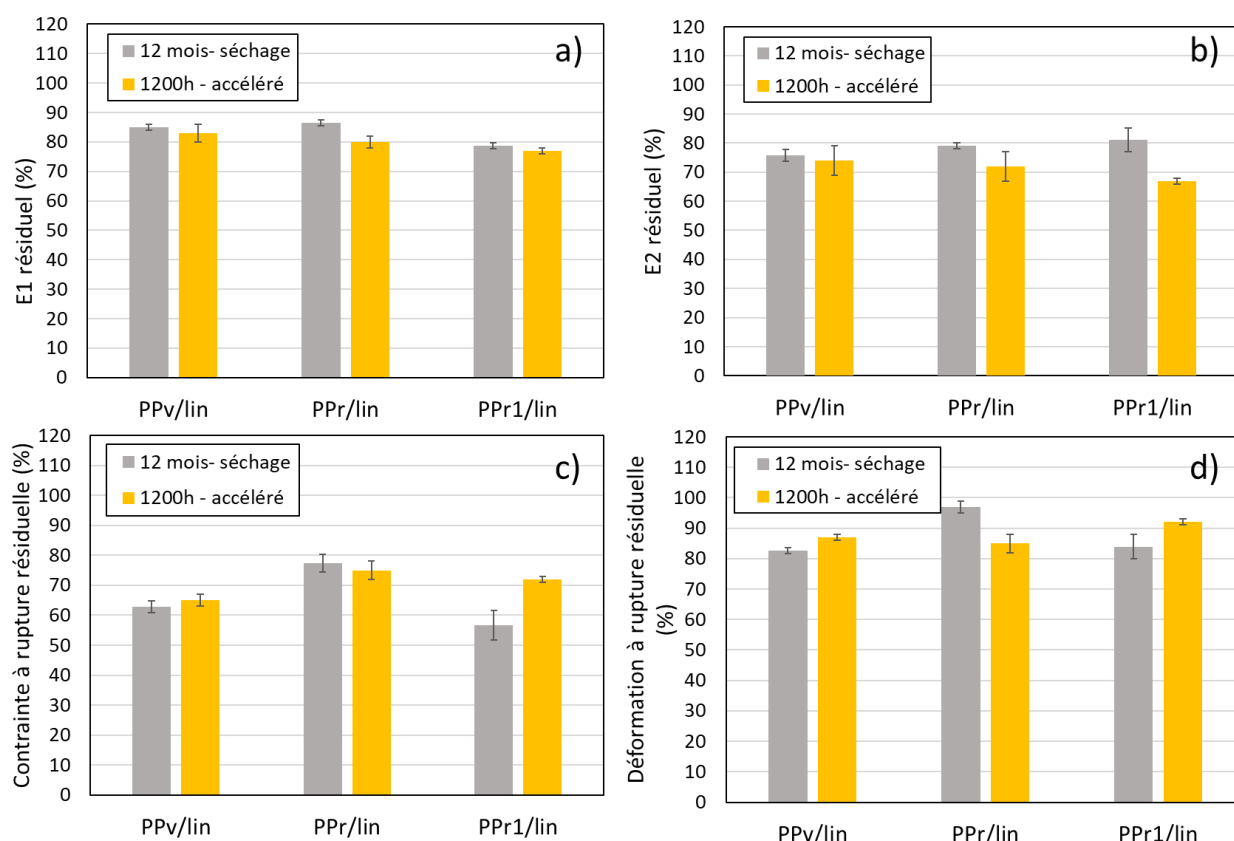 a)
12 mois- séchage
1200h - accéléré
E1 résiduel (%)
120
110
100
90
80
70
60
50
40
30
20
10
0
PPv/lin PPr/lin PPr1/lin
b)
12 mois- séchage
1200h - accéléré
E2 résiduel (%)
120
110
100
90
80
70
60
50
40
30
20
10
0
PPv/lin PPr/lin PPr1/lin
c)
12 mois- séchage
1200h - accéléré
Contrainte à rupture résiduelle (%)
120
110
100
90
80
70
60
50
40
30
20
10
0
PPv/lin PPr/lin PPr1/lin
d)
12 mois- séchage
1200h - accéléré
Déformation à rupture résiduelle
(%)
120
110
100
90
80
70
60
50
40
30
20
10
0
PPv/lin PPr/lin PPr1/lin